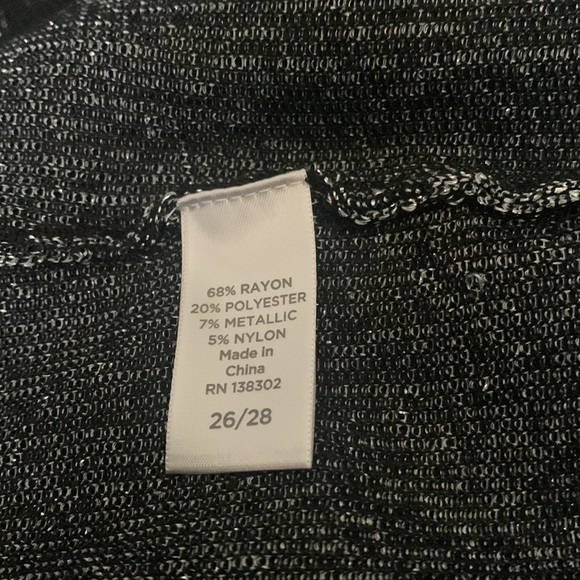 68% RAYON
20% POLYESTER
7% METALLIC
5% NYLON
Made in
China
RN 138302
26/28